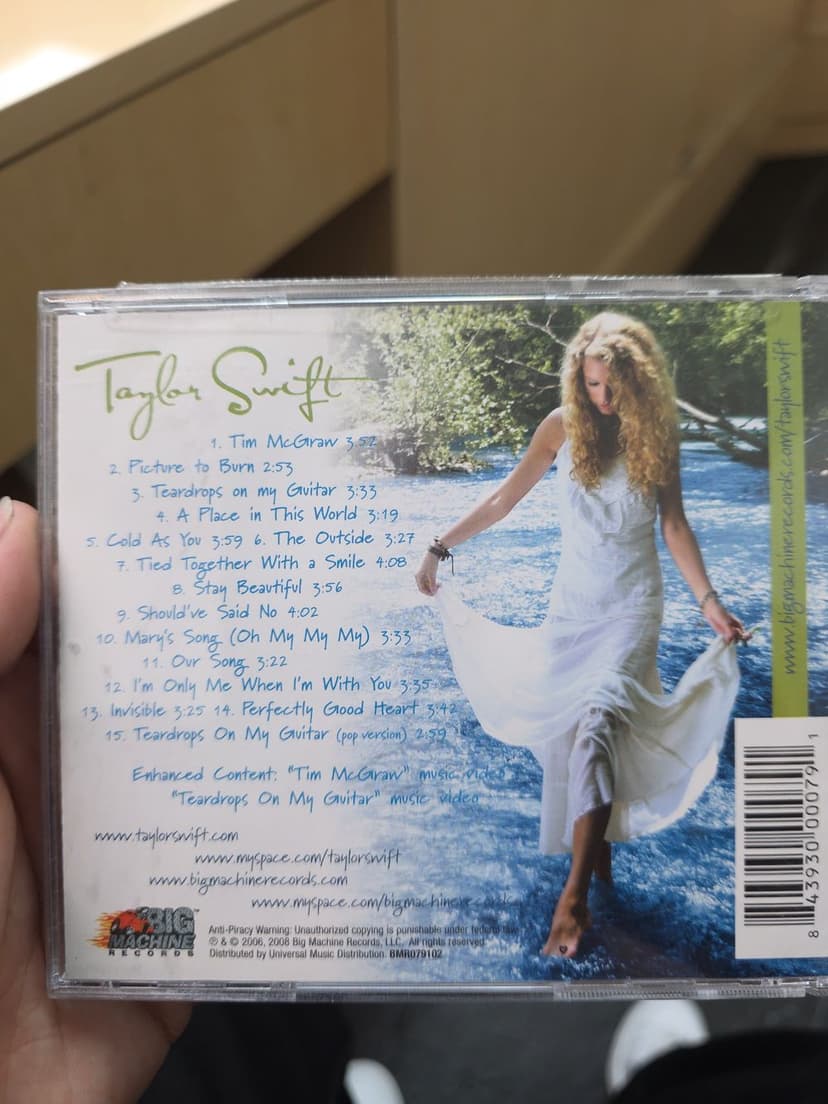 Taylor Swift
1. Tim McGraw 3:52
2. Picture to Burn 2:53
3. Teardrops on my Guitar 3:33
4. A Place in This World 3:19
5. Cold As You 3:59 6. The Outside 3:27
7. Tied Together With a Smile 4:08
8. Stay Beautiful 3:56
9. Should've Said No 4:02
10. Mary's Song (Oh My My My) 3:33
11. Our Song 3:22
12. I'm Only Me When I'm With You 3:35
13. Invisible 3:25 14. Perfectly Good Heart 3:42
15. Teardrops On My Guitar (pop version) 2:59
Enhanced Content: "Tim McGraw" music video
"Teardrops On My Guitar" music video
www.taylorswift.com
www.myspace.com/taylorswift
www.bigmachinerecords.com
www.myspace.com/bigmachinerecords
BIG MACHINE
RECORDS
Anti-Piracy Warning: Unauthorized copying is punishable under federal law.
℗ & © 2006, 2008 Big Machine Records, LLC. All rights reserved.
Distributed by Universal Music Distribution. BMR079102
www.bigmachinerecords.com/taylorswift
8 43930 00079 1